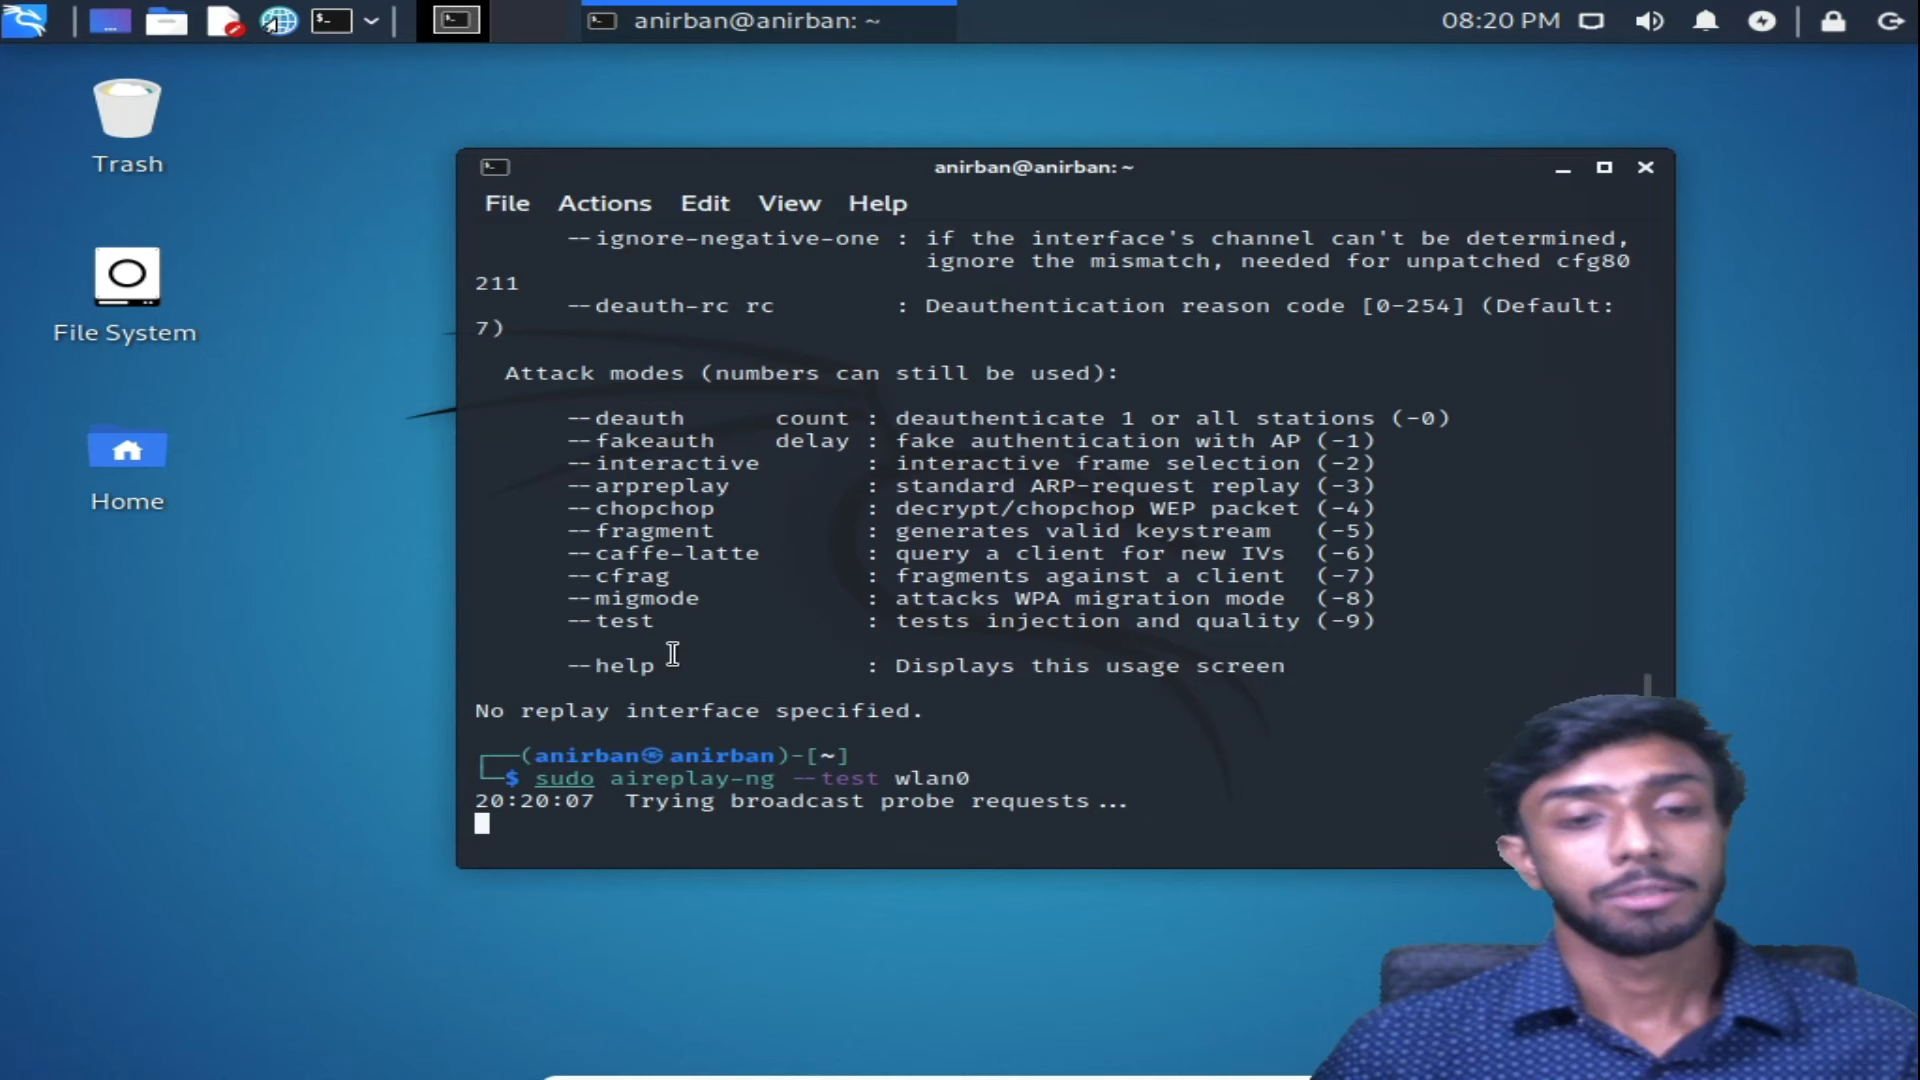 anirban@anirban: ~
08:20 PM
Trash
File System
Home
anirban@anirban: ~
File Actions Edit View Help
--ignore-negative-one : if the interface's channel can't be determined,
ignore the mismatch, needed for unpatched cfg80
211
--deauth-rc rc : Deauthentication reason code [0-254] (Default:
7)
Attack modes (numbers can still be used):
--deauth count : deauthenticate 1 or all stations (-0)
--fakeauth delay : fake authentication with AP (-1)
--interactive : interactive frame selection (-2)
--arpreplay : standard ARP-request replay (-3)
--chopchop : decrypt/chopchop WEP packet (-4)
--fragment : generates valid keystream (-5)
--caffe-latte : query a client for new IVs (-6)
--cfrag : fragments against a client (-7)
--migmode : attacks WPA migration mode (-8)
--test : tests injection and quality (-9)
--help : Displays this usage screen
No replay interface specified.
┌──(anirban㉿anirban)-[~]
└─$ sudo aireplay-ng --test wlan0
20:20:07 Trying broadcast probe requests...